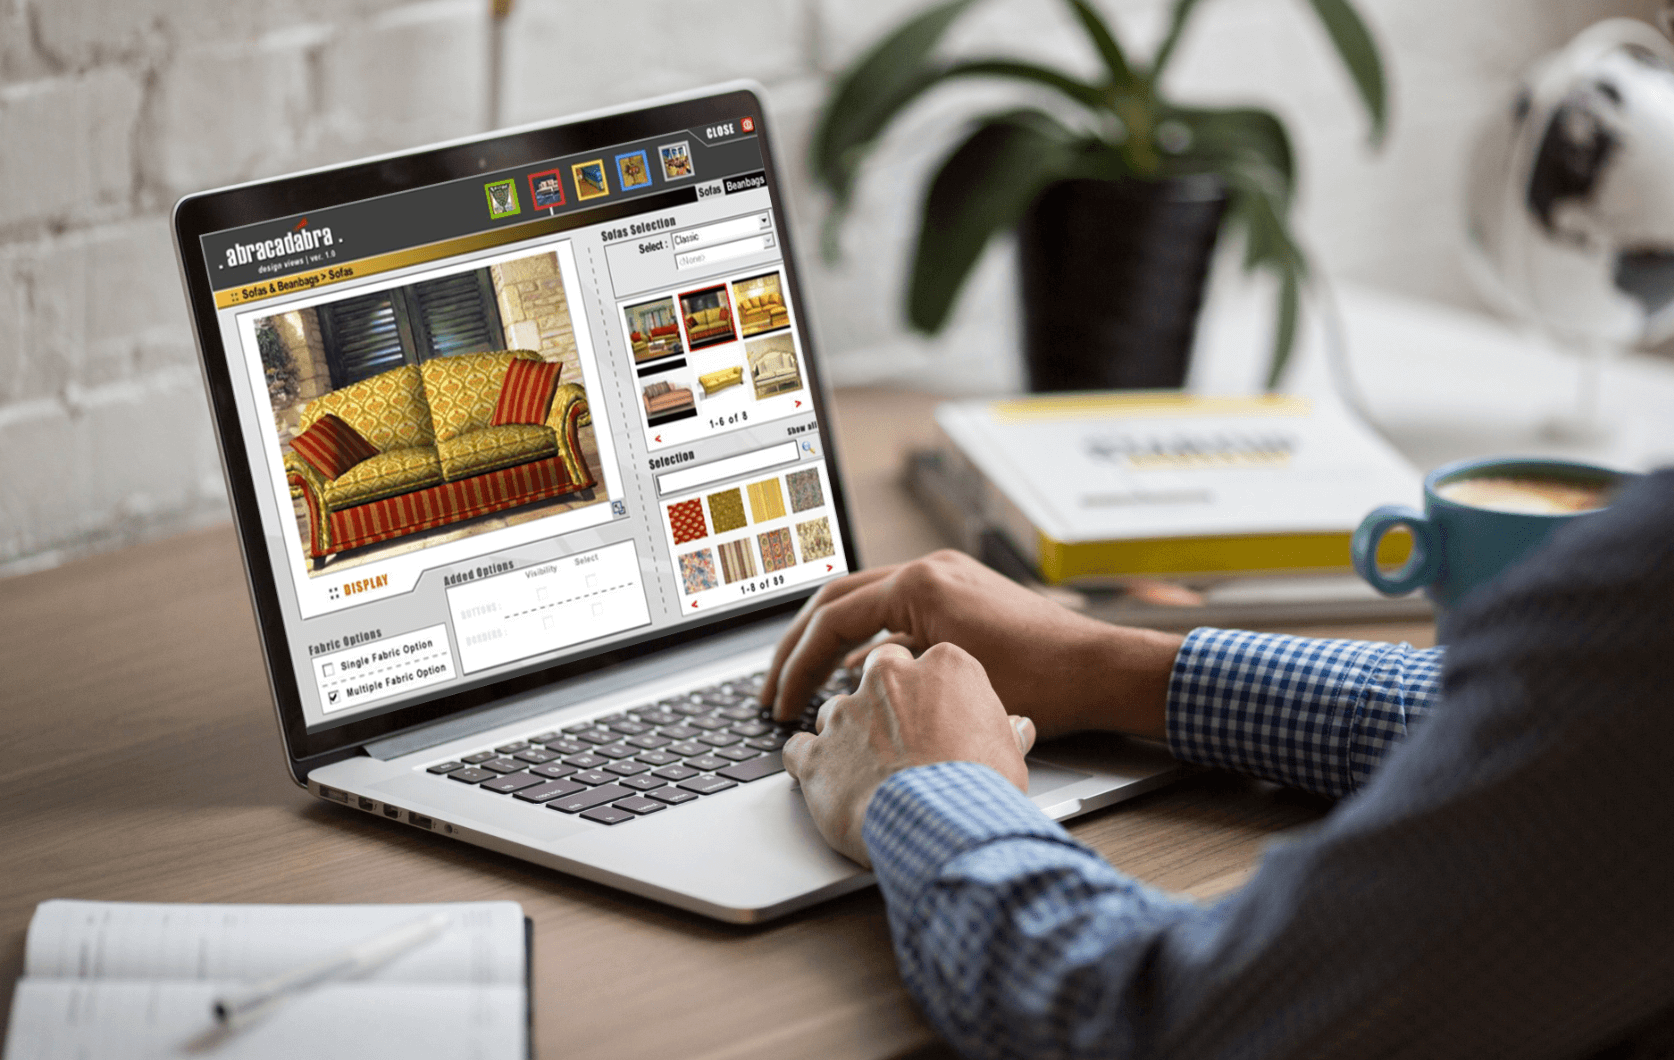 CLOSE
. abracadabra .
design views | ver. 1.0
:: Sofas & Beanbags > Sofas
Sofas
Beanbags
Sofas Selection
Select :
Classic
(None)
<
1-6 of 8
>
Show all
Selection
<
1-8 of 89
>
:: DISPLAY
Added Options
Visibility
Select
BUTTONS :
BORDERS :
Fabric Options
Single Fabric Option
Multiple Fabric Option